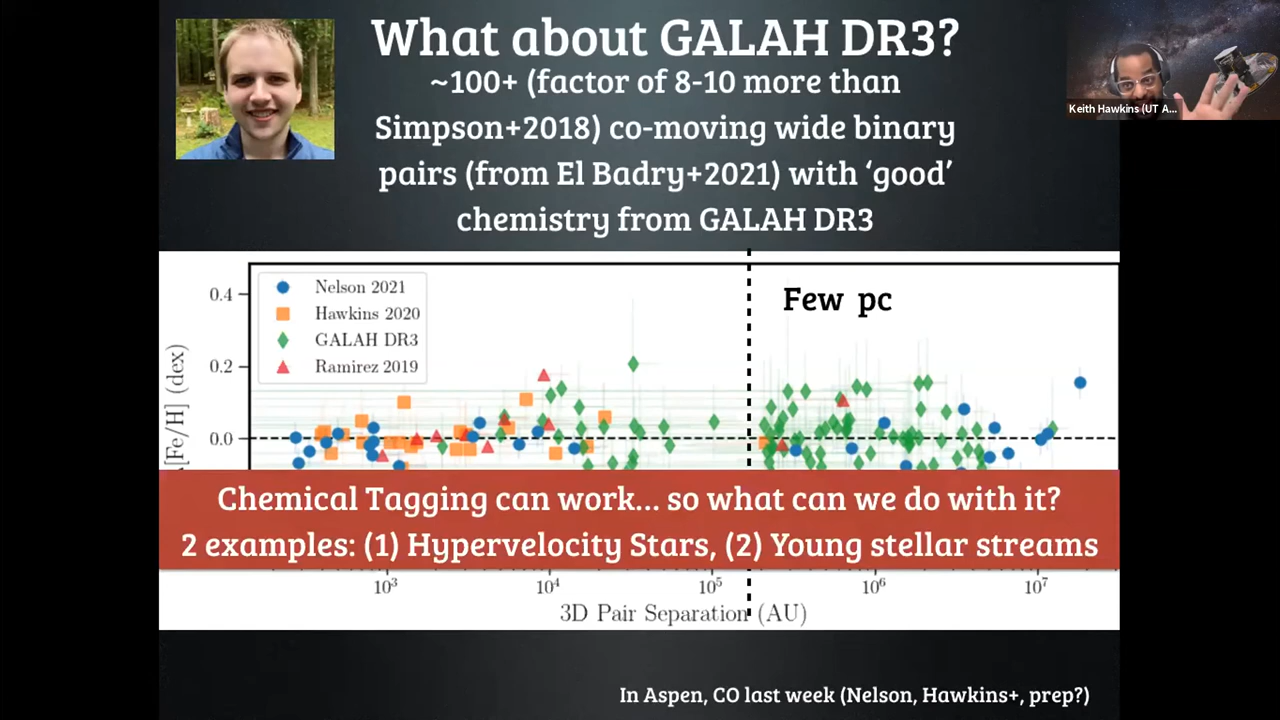 What about GALAH DR3?
~100+ (factor of 8-10 more than
Simpson+2018) co-moving wide binary
pairs (from El Badry+2021) with ‘good’
chemistry from GALAH DR3
Keith Hawkins (UT A...
Few pc
Nelson 2021
Hawkins 2020
GALAH DR3
Ramirez 2019
0.4
0.2
0.0
[Fe/H] (dex)
Chemical Tagging can work... so what can we do with it?
2 examples: (1) Hypervelocity Stars, (2) Young stellar streams
10³ 10⁴ 10⁵ 10⁶ 10⁷
3D Pair Separation (AU)
In Aspen, CO last week (Nelson, Hawkins+, prep?)